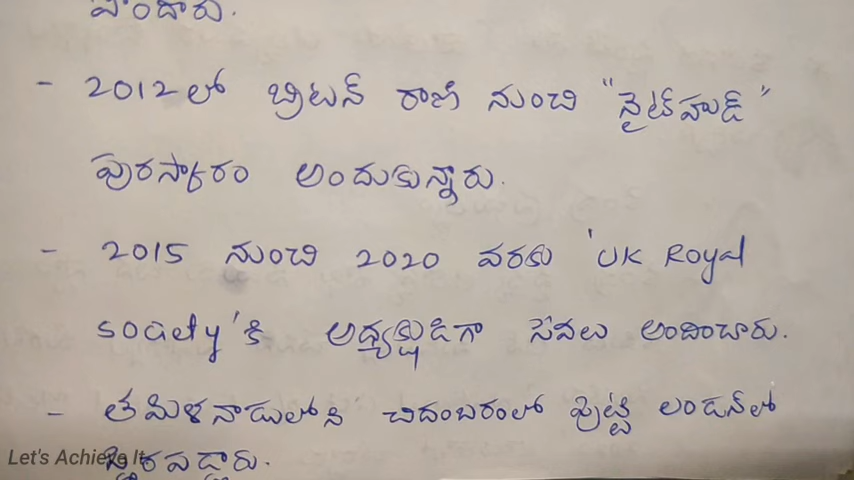 పొందారు.
- 2012లో బ్రిటన్ రాణి నుంచి "నైట్‌హుడ్"
పురస్కారం అందుకున్నారు.
- 2015 నుంచి 2020 వరకు 'UK Royal
society'కి అధ్యక్షుడిగా సేవలు అందించారు.
- తమిళనాడులోని చిదంబరంలో పుట్టి లండన్‌లో
స్థిరపడ్డారు.
Let's Achieve It